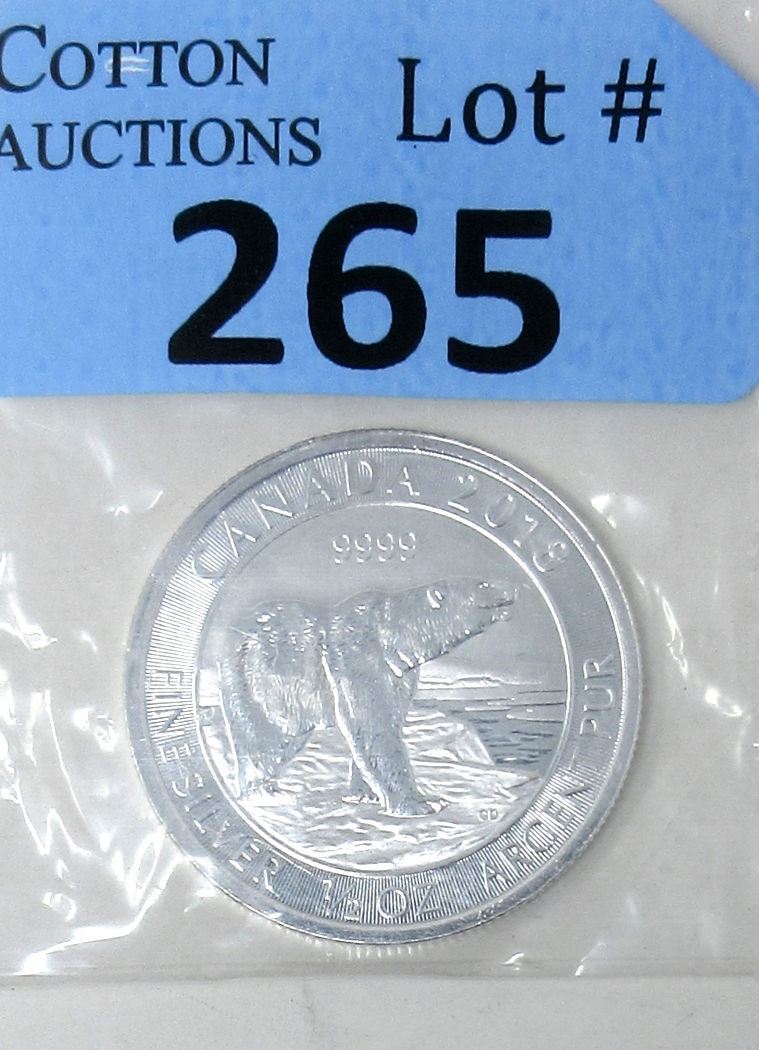 COTTON
AUCTIONS
Lot #
265
CANADA 2018
9999
FINE SILVER 1/2 OZ ARGENT PUR